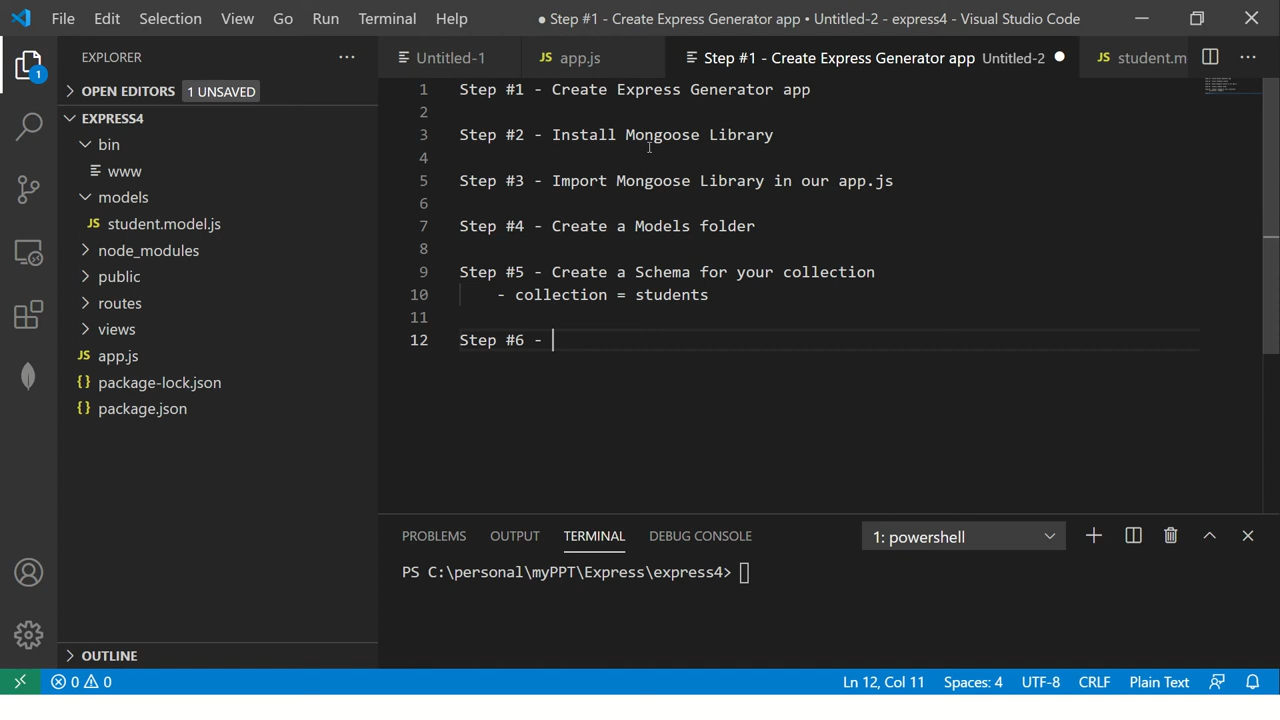 File Edit Selection View Go Run Terminal Help ● Step #1 - Create Express Generator app • Untitled-2 - express4 - Visual Studio Code
EXPLORER
Untitled-1
JS app.js
Step #1 - Create Express Generator app Untitled-2
JS student.m
1
OPEN EDITORS 1 UNSAVED
EXPRESS4
bin
www
models
JS student.model.js
node_modules
public
routes
views
JS app.js
{} package-lock.json
{} package.json
OUTLINE
1 Step #1 - Create Express Generator app
2
3 Step #2 - Install Mongoose Library
4
5 Step #3 - Import Mongoose Library in our app.js
6
7 Step #4 - Create a Models folder
8
9 Step #5 - Create a Schema for your collection
10 - collection = students
11
12 Step #6 -
PROBLEMS OUTPUT TERMINAL DEBUG CONSOLE 1: powershell
PS C:\personal\myPPT\Express\express4>
0 0 Ln 12, Col 11 Spaces: 4 UTF-8 CRLF Plain Text